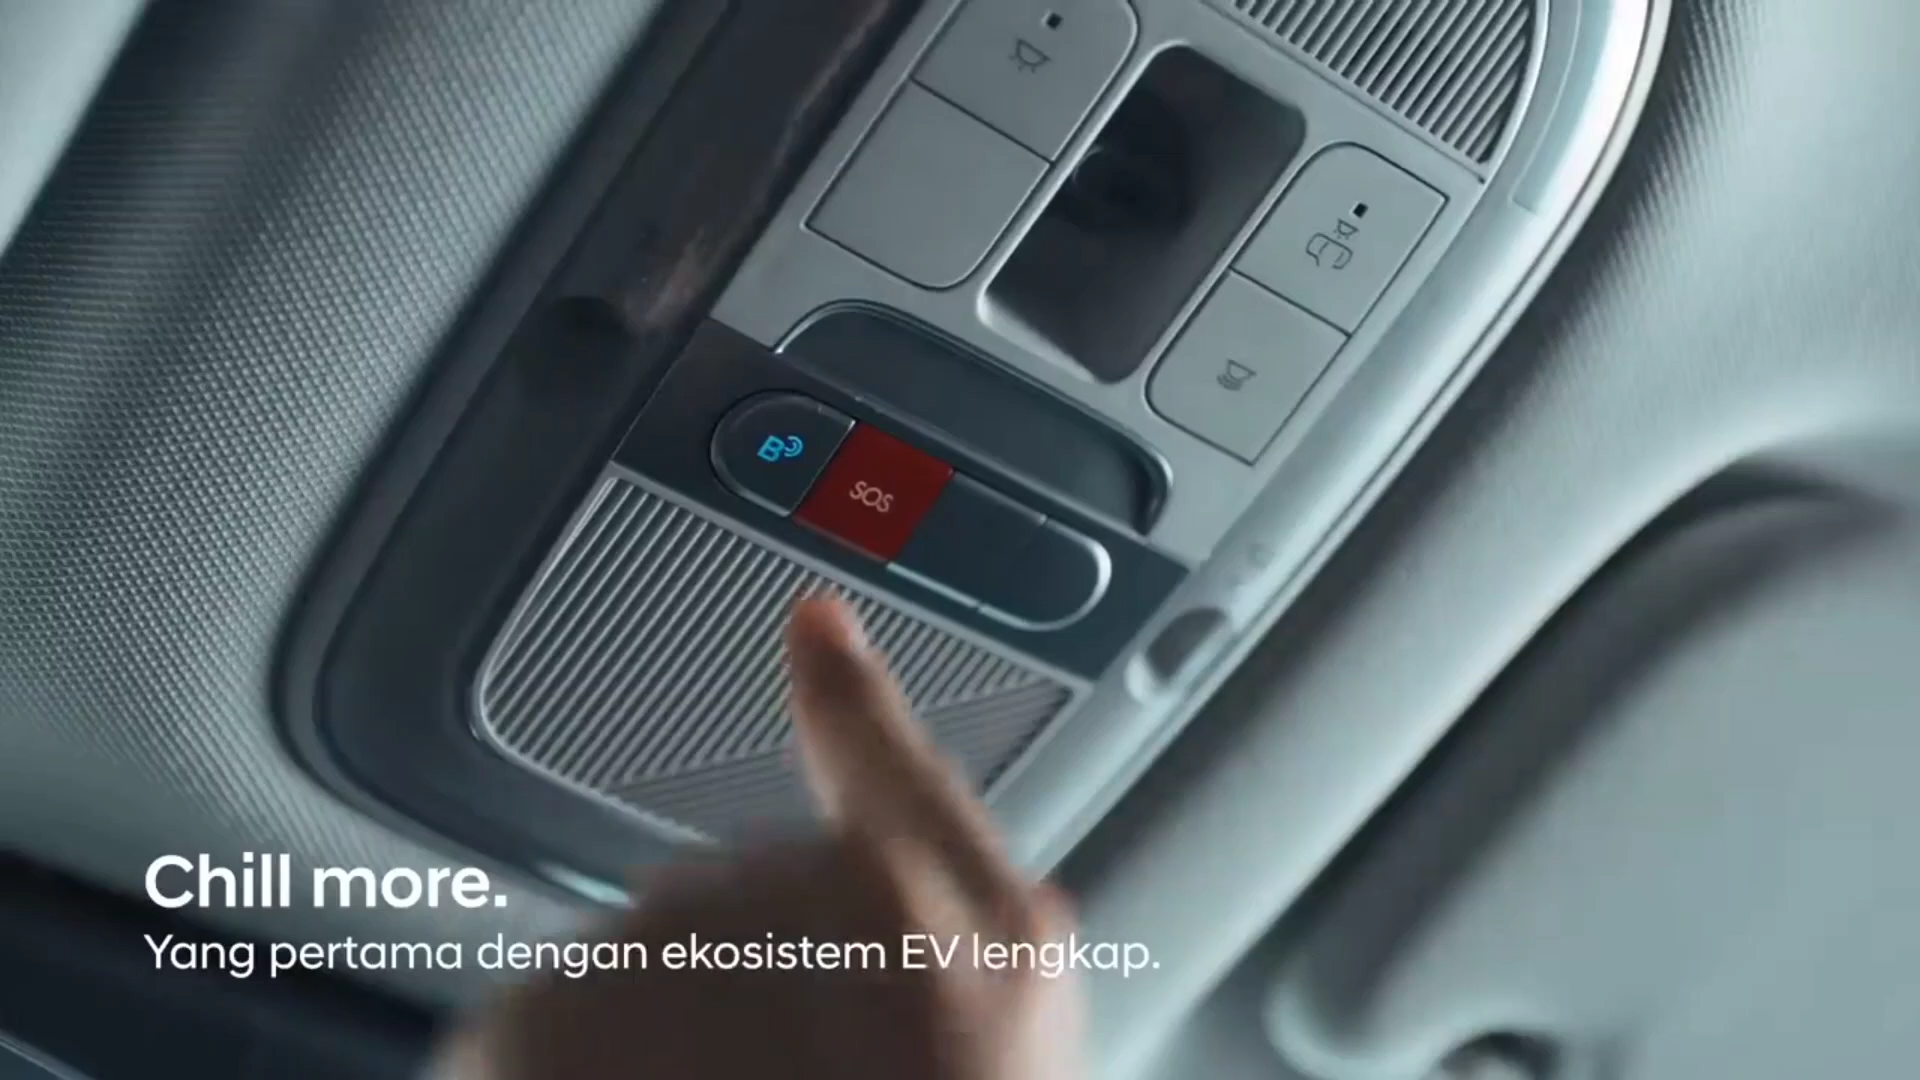 SOS
Chill more.
Yang pertama dengan ekosistem EV lengkap.